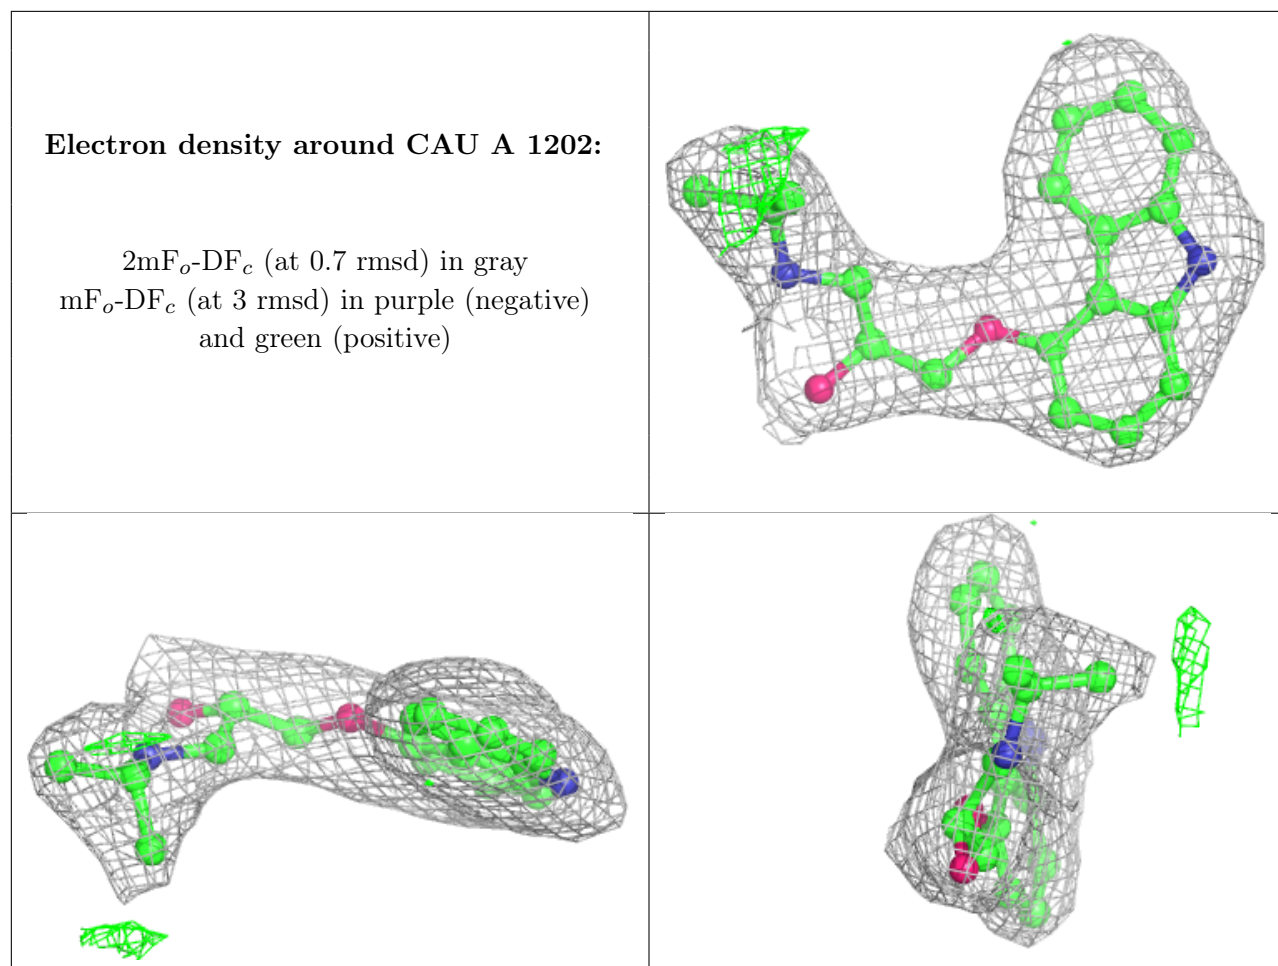 Electron density around CAU A 1202:
2mFₒ-DF𝑐 (at 0.7 rmsd) in gray
mFₒ-DF𝑐 (at 3 rmsd) in purple (negative)
and green (positive)